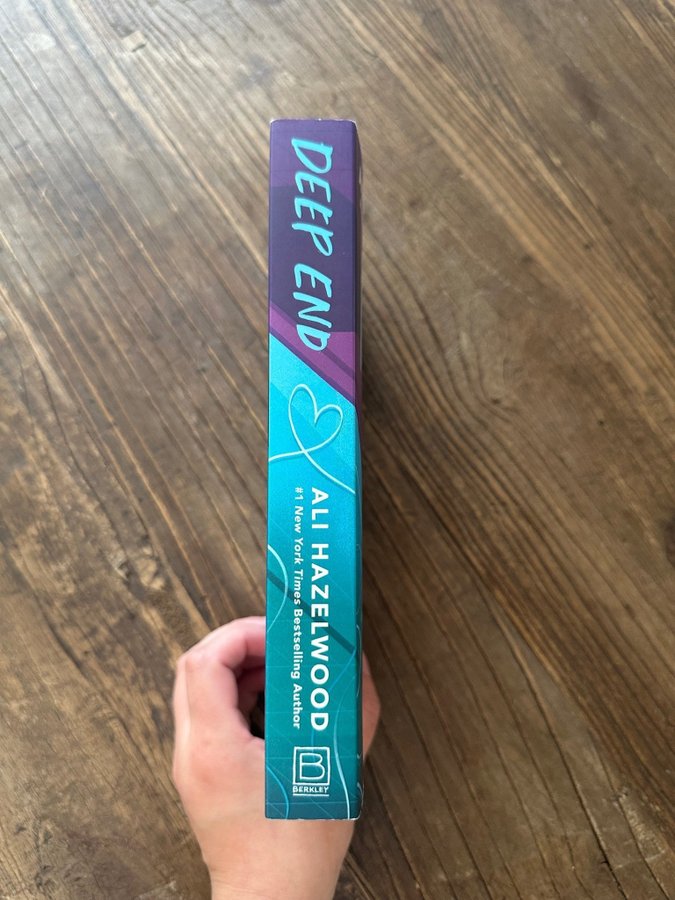 DEEP END
ALI HAZELWOOD
#1 New York Times Bestselling Author
B
BERKLEY